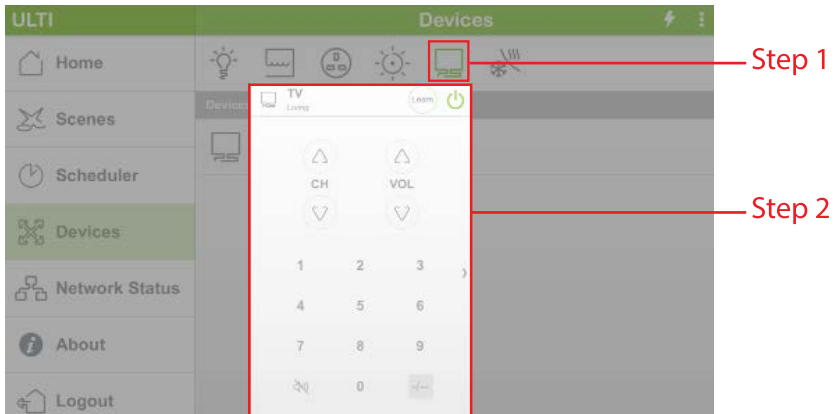 ULTI
Devices
Home
Scenes
Scheduler
Devices
Network Status
About
Logout
Step 1
Devices
TV
Living
Learn
CH
VOL
Step 2
1 2 3
4 5 6
7 8 9
0 -/--